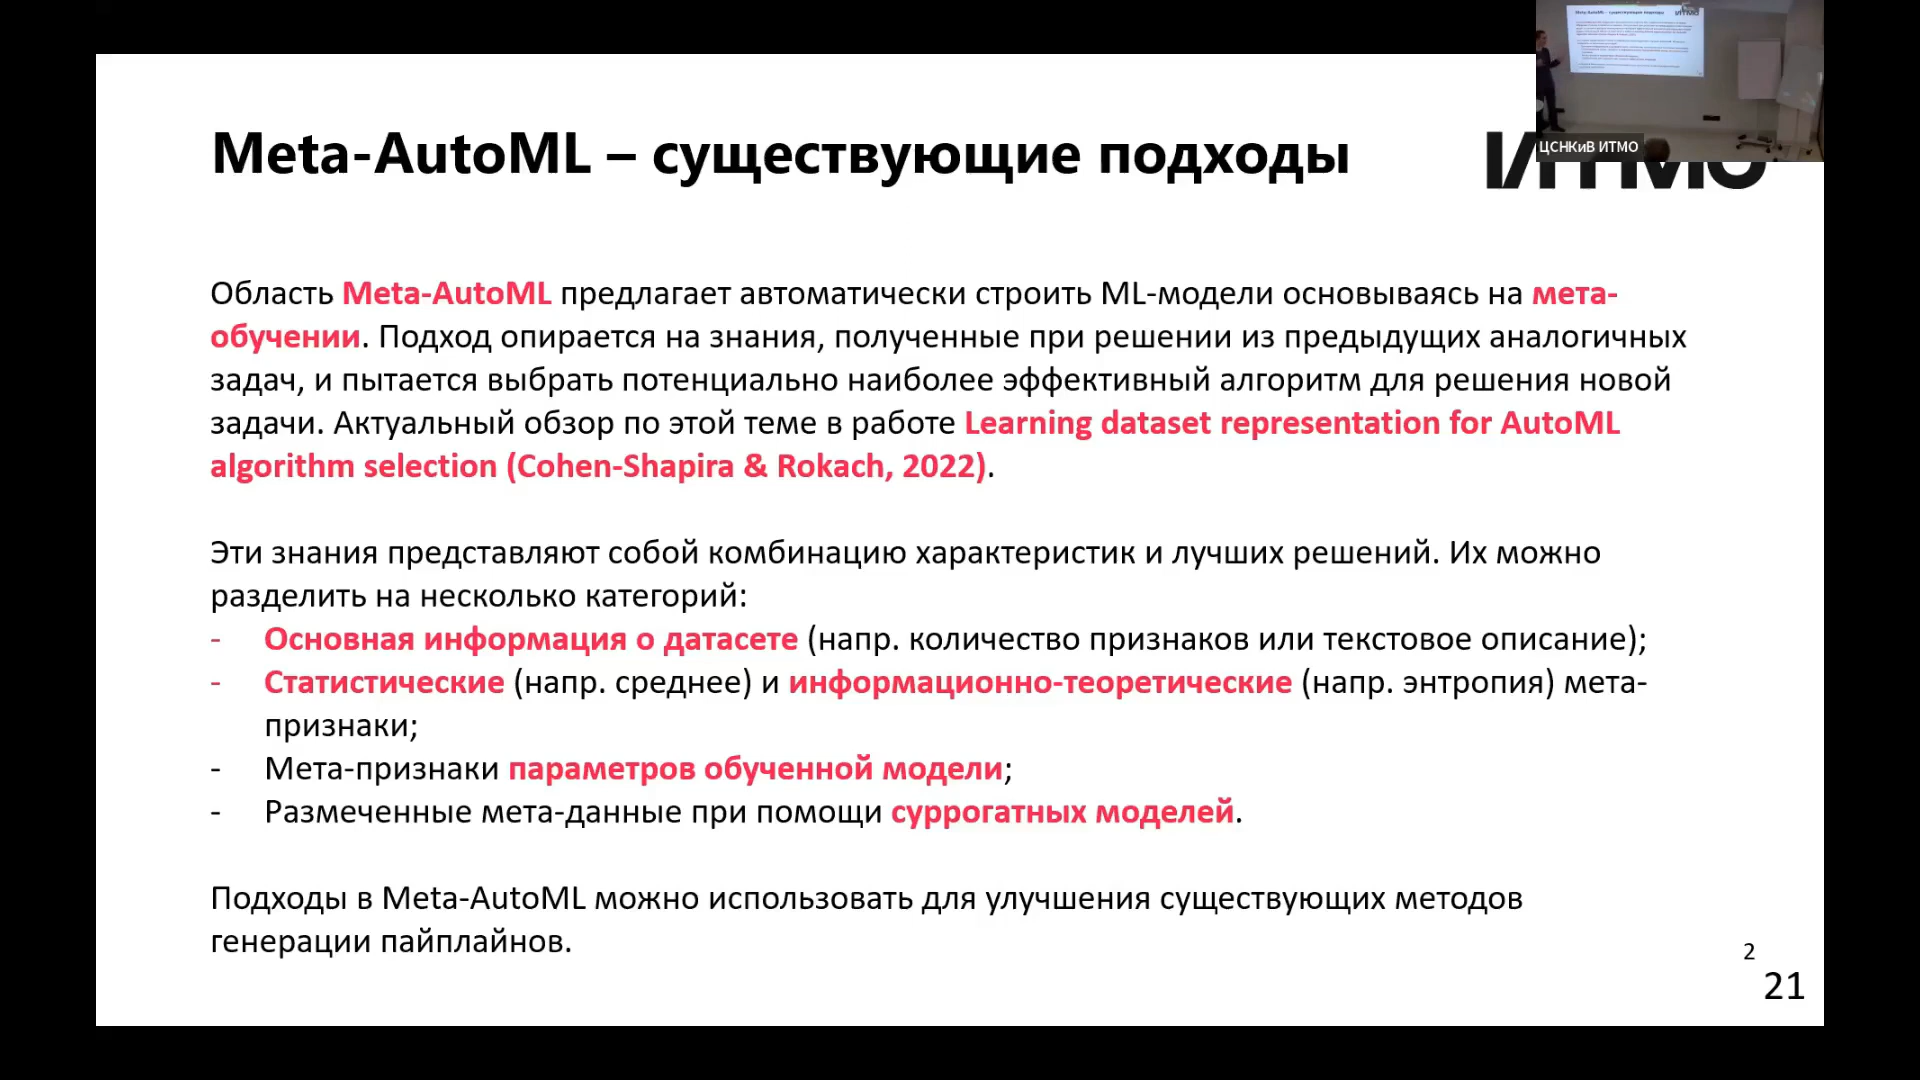 ЦСНКиВ ИТМО
Meta-AutoML – существующие подходы
ИТМО
Область Meta-AutoML предлагает автоматически строить ML-модели основываясь на мета-
обучении. Подход опирается на знания, полученные при решении из предыдущих аналогичных
задач, и пытается выбрать потенциально наиболее эффективный алгоритм для решения новой
задачи. Актуальный обзор по этой теме в работе Learning dataset representation for AutoML
algorithm selection (Cohen-Shapira & Rokach, 2022).
Эти знания представляют собой комбинацию характеристик и лучших решений. Их можно
разделить на несколько категорий:
- Основная информация о датасете (напр. количество признаков или текстовое описание);
- Статистические (напр. среднее) и информационно-теоретические (напр. энтропия) мета-
признаки;
- Мета-признаки параметров обученной модели;
- Размеченные мета-данные при помощи суррогатных моделей.
Подходы в Meta-AutoML можно использовать для улучшения существующих методов
генерации пайплайнов.
2
21